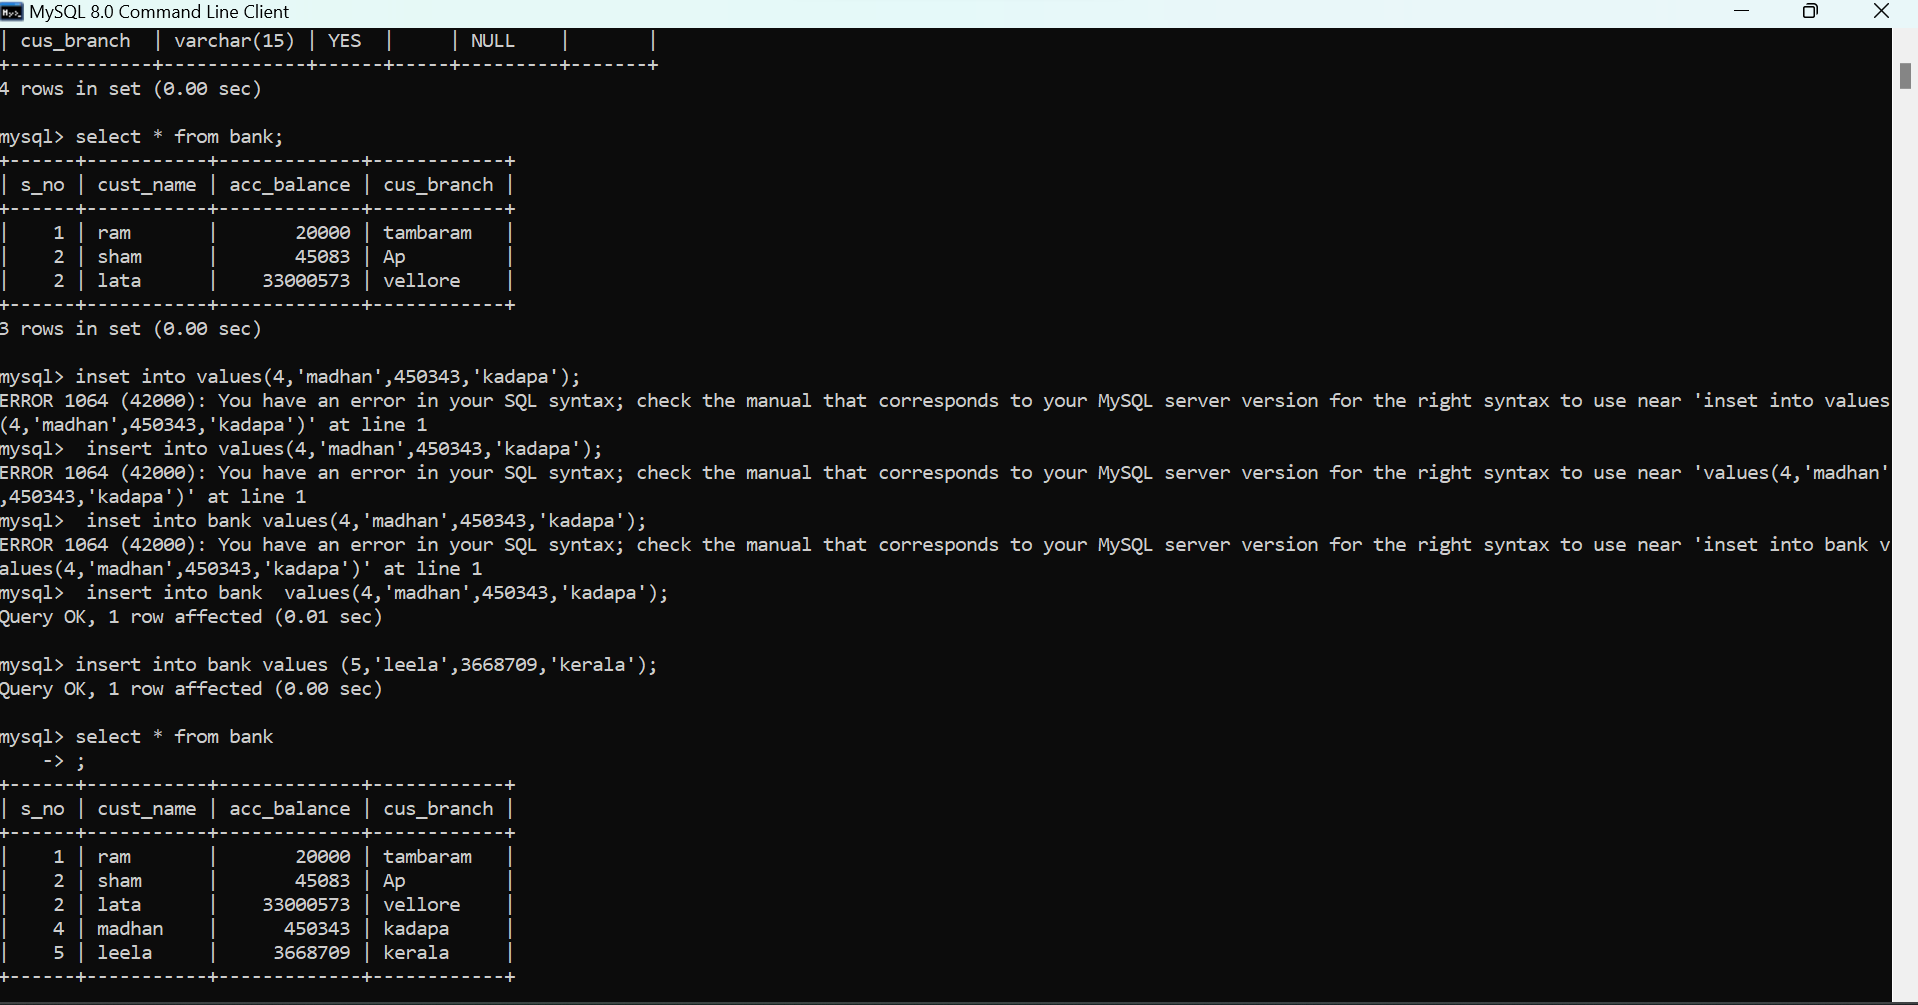 MySQL 8.0 Command Line Client
| cus_branch  | varchar(15) | YES  |     | NULL    |       |
+-------------+-------------+------+-----+---------+-------+
4 rows in set (0.00 sec)
mysql> select * from bank;
+------+-----------+-------------+------------+
| s_no | cust_name | acc_balance | cus_branch |
+------+-----------+-------------+------------+
|    1 | ram       |       20000 | tambaram   |
|    2 | sham      |       45083 | Ap         |
|    2 | lata      |    33000573 | vellore    |
+------+-----------+-------------+------------+
3 rows in set (0.00 sec)
mysql> inset into values(4,'madhan',450343,'kadapa');
ERROR 1064 (42000): You have an error in your SQL syntax; check the manual that corresponds to your MySQL server version for the right syntax to use near 'inset into values
(4,'madhan',450343,'kadapa')' at line 1
mysql>  insert into values(4,'madhan',450343,'kadapa');
ERROR 1064 (42000): You have an error in your SQL syntax; check the manual that corresponds to your MySQL server version for the right syntax to use near 'values(4,'madhan'
,450343,'kadapa')' at line 1
mysql>  inset into bank values(4,'madhan',450343,'kadapa');
ERROR 1064 (42000): You have an error in your SQL syntax; check the manual that corresponds to your MySQL server version for the right syntax to use near 'inset into bank v
alues(4,'madhan',450343,'kadapa')' at line 1
mysql>  insert into bank  values(4,'madhan',450343,'kadapa');
Query OK, 1 row affected (0.01 sec)
mysql> insert into bank values (5,'leela',3668709,'kerala');
Query OK, 1 row affected (0.00 sec)
mysql> select * from bank
    -> ;
+------+-----------+-------------+------------+
| s_no | cust_name | acc_balance | cus_branch |
+------+-----------+-------------+------------+
|    1 | ram       |       20000 | tambaram   |
|    2 | sham      |       45083 | Ap         |
|    2 | lata      |    33000573 | vellore    |
|    4 | madhan    |      450343 | kadapa     |
|    5 | leela     |     3668709 | kerala     |
+------+-----------+-------------+------------+